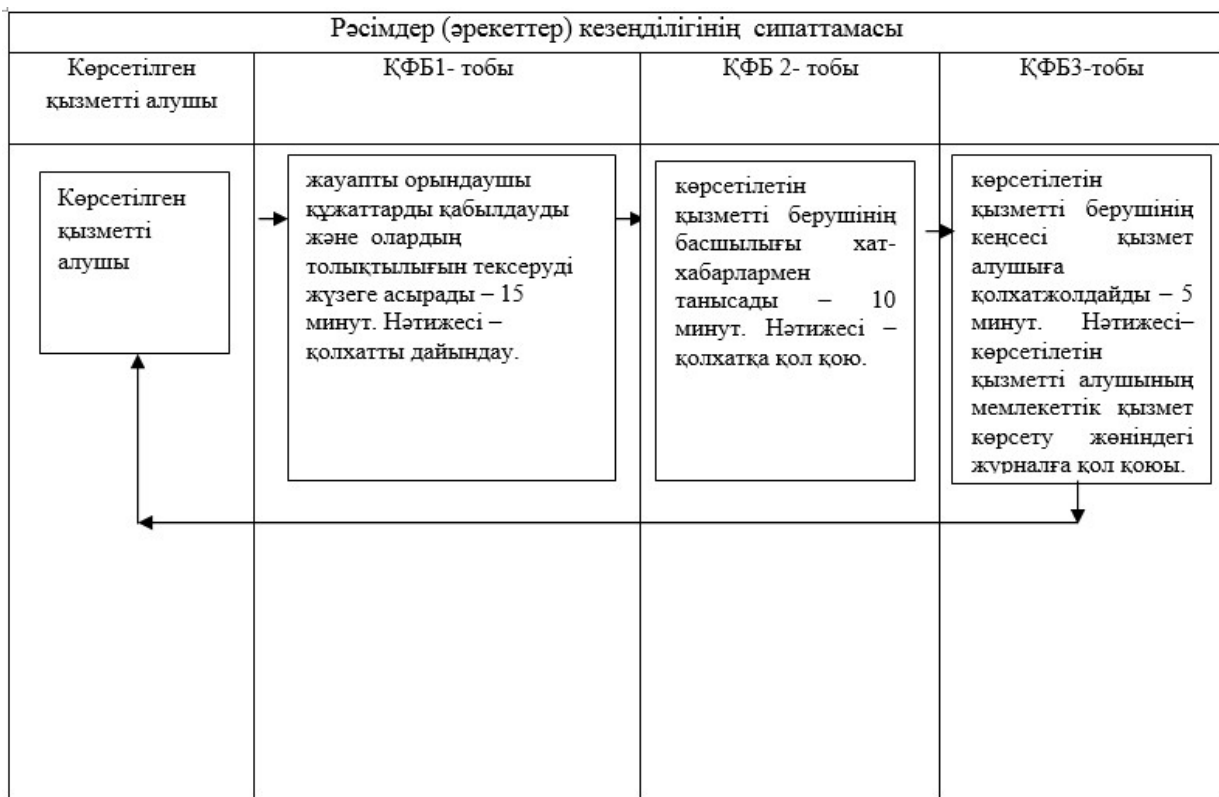 Рәсімдер (әрекеттер) кезеңділігінің сипаттамасы
Көрсетілген
қызметті алушы
ҚФБ1- тобы
ҚФБ 2- тобы
ҚФБ3-тобы
Көрсетілген
қызметті
алушы
жауапты орындаушы
құжаттарды қабылдауды
және олардың
толықтылығын тексеруді
жүзеге асырады – 15
минут. Нәтижесі –
қолхатты дайындау.
көрсетілетін
қызметті берушінің
басшылығы хат-
хабарлармен
танысады – 10
минут. Нәтижесі –
қолхатқа қол қою.
көрсетілетін
қызметті берушінің
кеңсесі қызмет
алушыға
қолхатжолдайды – 5
минут. Нәтижесі–
көрсетілетін
қызметті алушының
мемлекеттік қызмет
көрсету жөніндегі
журналға қол қоюы.